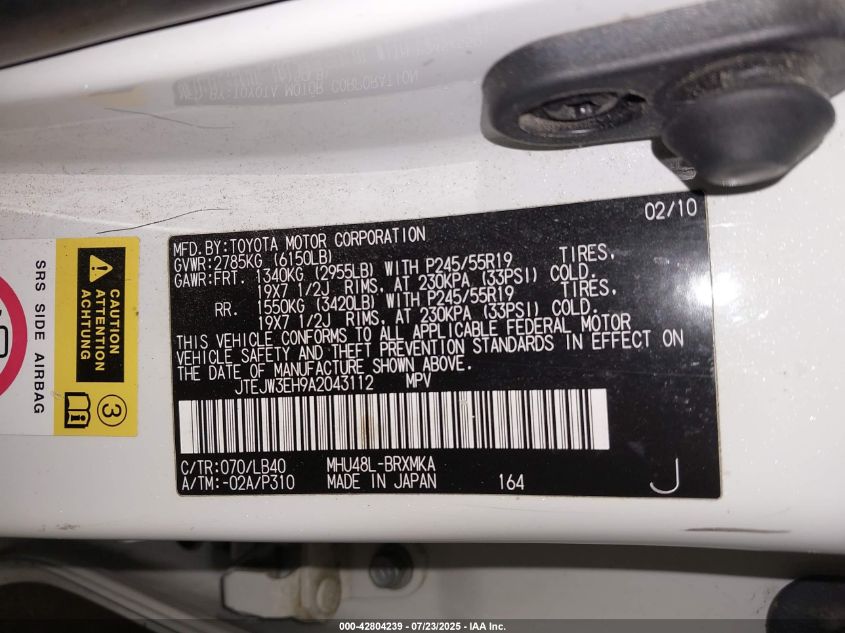 02/10
MFD.BY:TOYOTA MOTOR CORPORATION
GVWR:2785KG (6150LB)
GAWR:FRT. 1340KG (2955LB) WITH P245/55R19 TIRES,
19X7 1/2J RIMS, AT 230KPA (33PSI) COLD.
RR. 1550KG (3420LB) WITH P245/55R19 TIRES,
19X7 1/2J RIMS, AT 230KPA (33PSI) COLD.
THIS VEHICLE CONFORMS TO ALL APPLICABLE FEDERAL MOTOR
VEHICLE SAFETY AND THEFT PREVENTION STANDARDS IN EFFECT ON
THE DATE OF MANUFACTURE SHOWN ABOVE.
JTEJW3EH9A2043112 MPV
C/TR:070/LB40 MHU48L-BRXMKA
A/TM:-02A/P310 MADE IN JAPAN 164 J
SRS SIDE AIRBAG
CAUTION
ATTENTION
ACHTUNG
3
000-42804239 - 07/23/2025 - IAA Inc.